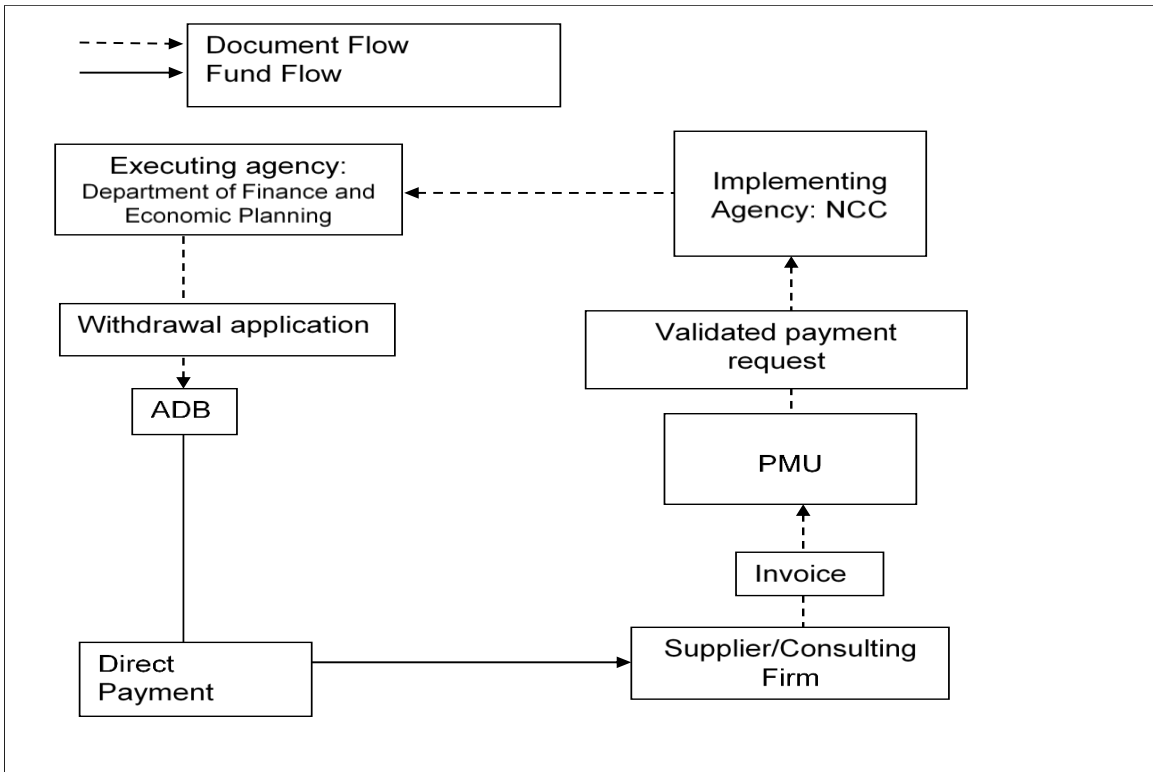 Document Flow
Fund Flow
Executing agency:
Department of Finance and
Economic Planning
Implementing
Agency: NCC
Withdrawal application
Validated payment
request
ADB
PMU
Invoice
Direct
Payment
Supplier/Consulting
Firm